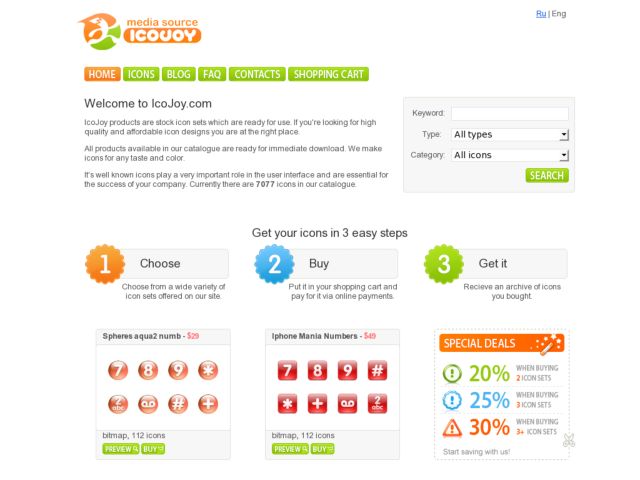 media source
ICOJOY
Ru | Eng
HOME
ICONS
BLOG
FAQ
CONTACTS
SHOPPING CART
Welcome to IcoJoy.com
IcoJoy products are stock icon sets which are ready for use. If you're looking for high
quality and affordable icon designs you are at the right place.
All products available in our catalogue are ready for immediate download. We make
icons for any taste and color.
It's well known icons play a very important role in the user interface and are essential for
the success of your company. Currently there are 7077 icons in our catalogue.
Keyword:
Type: All types
Category: All icons
SEARCH
Get your icons in 3 easy steps
1 Choose
Choose from a wide variety of
icon sets offered on our site.
2 Buy
Put it in your shopping cart and
pay for it via online payments.
3 Get it
Recieve an archive of icons
you bought.
Spheres aqua2 numb - $29
7 8 9 *
2 abc # +
bitmap, 112 icons
PREVIEW BUY
Iphone Mania Numbers - $49
7 8 9 #
* + 2 abc
bitmap, 112 icons
PREVIEW BUY
SPECIAL DEALS
20% WHEN BUYING
2 ICON SETS
25% WHEN BUYING
3 ICON SETS
30% WHEN BUYING
3+ ICON SETS
Start saving with us!